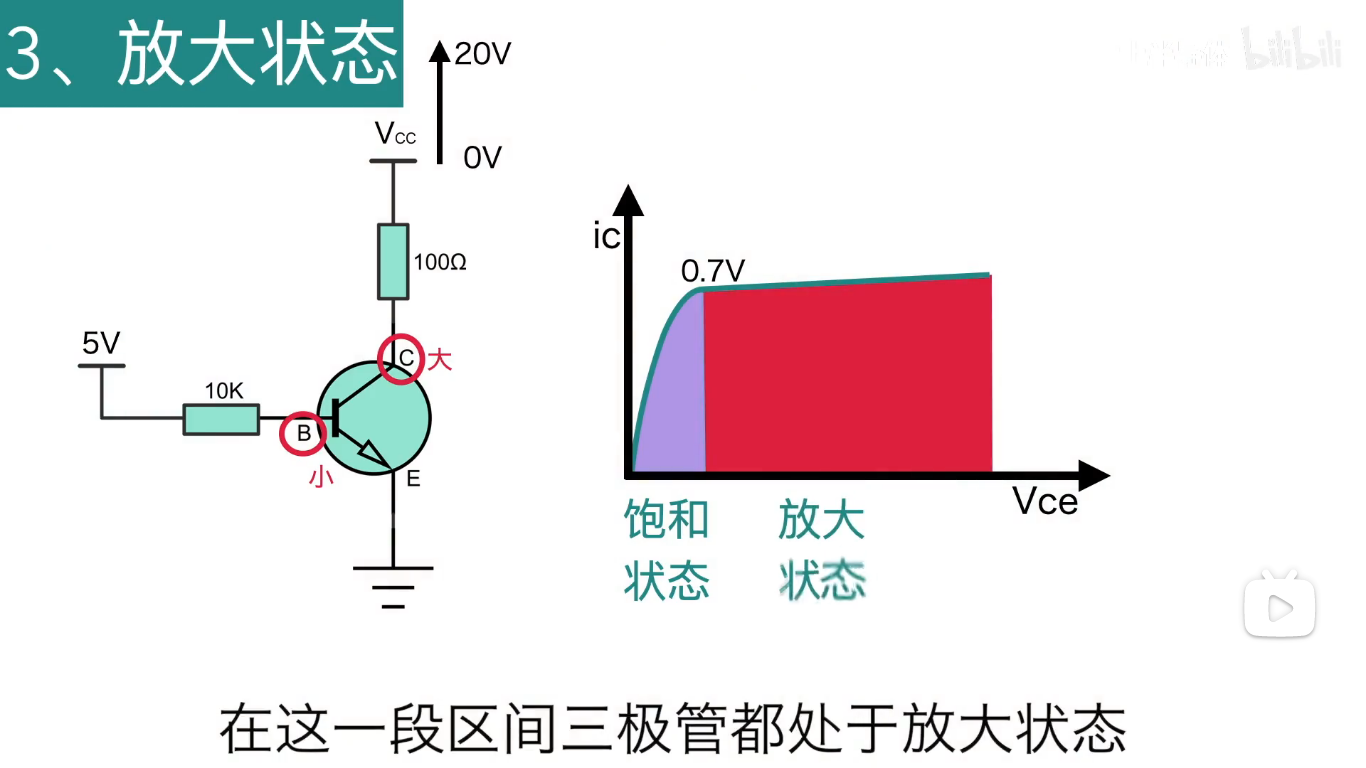 3、放大状态
20V
Vcc
0V
100Ω
5V
10K
C 大
B
小
E
ic
0.7V
Vce
饱和 放大
状态 状态
bilibili
在这一段区间三极管都处于放大状态